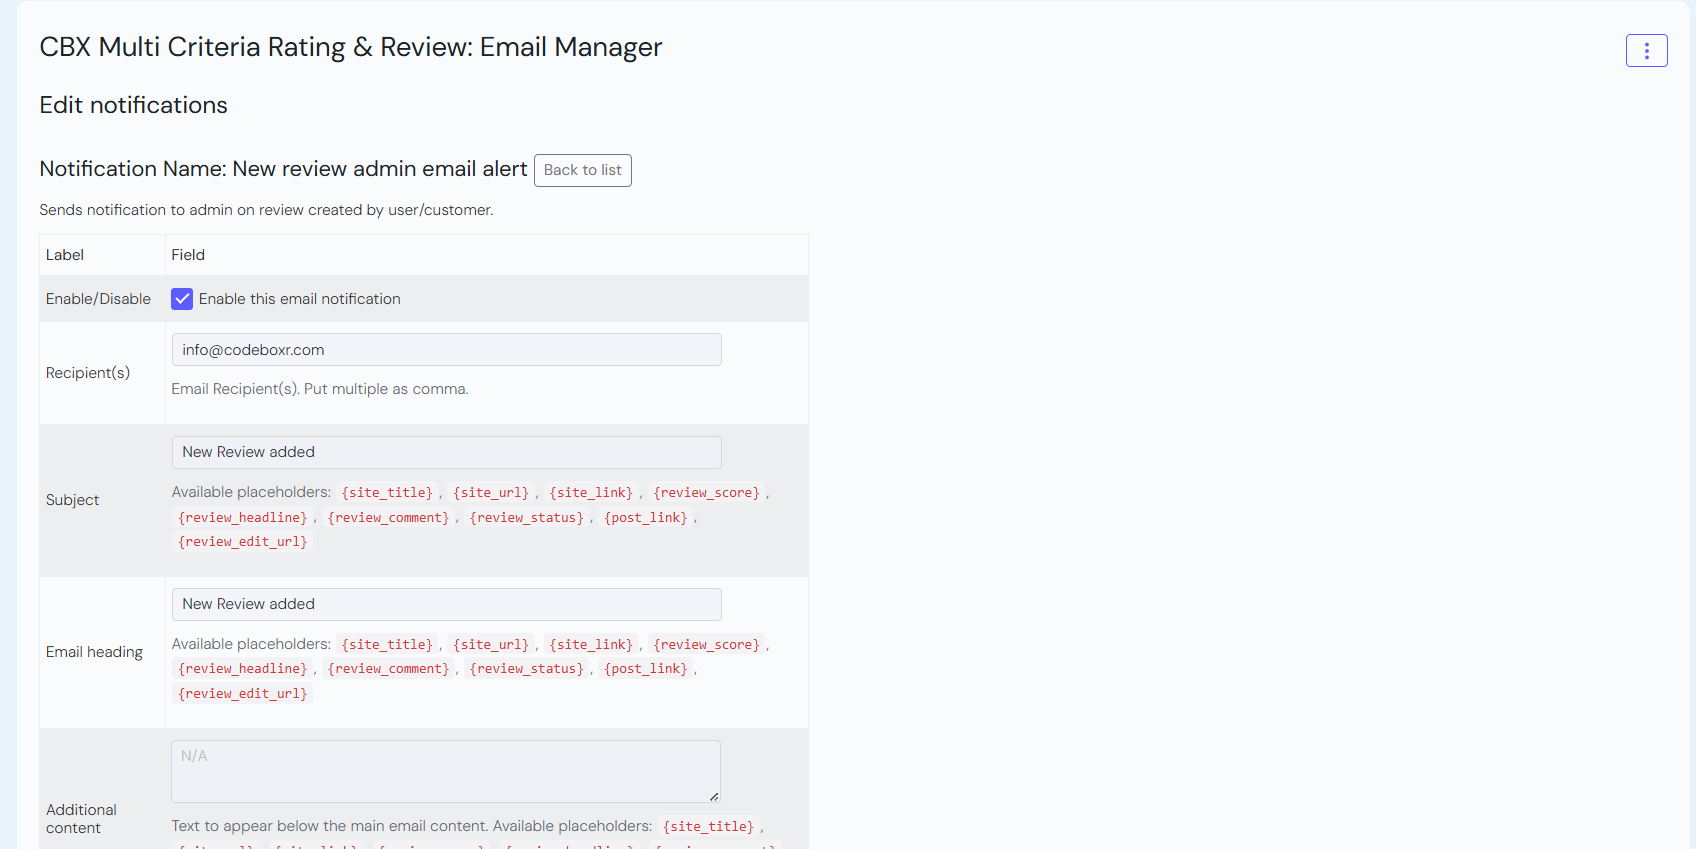 CBX Multi Criteria Rating & Review: Email Manager
Edit notifications
Notification Name: New review admin email alert Back to list
Sends notification to admin on review created by user/customer.
Label Field
Enable/Disable Enable this email notification
info@codeboxr.com
Recipient(s)
Email Recipient(s). Put multiple as comma.
New Review added
Subject
Available placeholders: {site_title} , {site_url} , {site_link} , {review_score} ,
{review_headline} , {review_comment} , {review_status} , {post_link} ,
{review_edit_url}
New Review added
Email heading
Available placeholders: {site_title} , {site_url} , {site_link} , {review_score} ,
{review_headline} , {review_comment} , {review_status} , {post_link} ,
{review_edit_url}
N/A
Additional
content
Text to appear below the main email content. Available placeholders: {site_title} ,